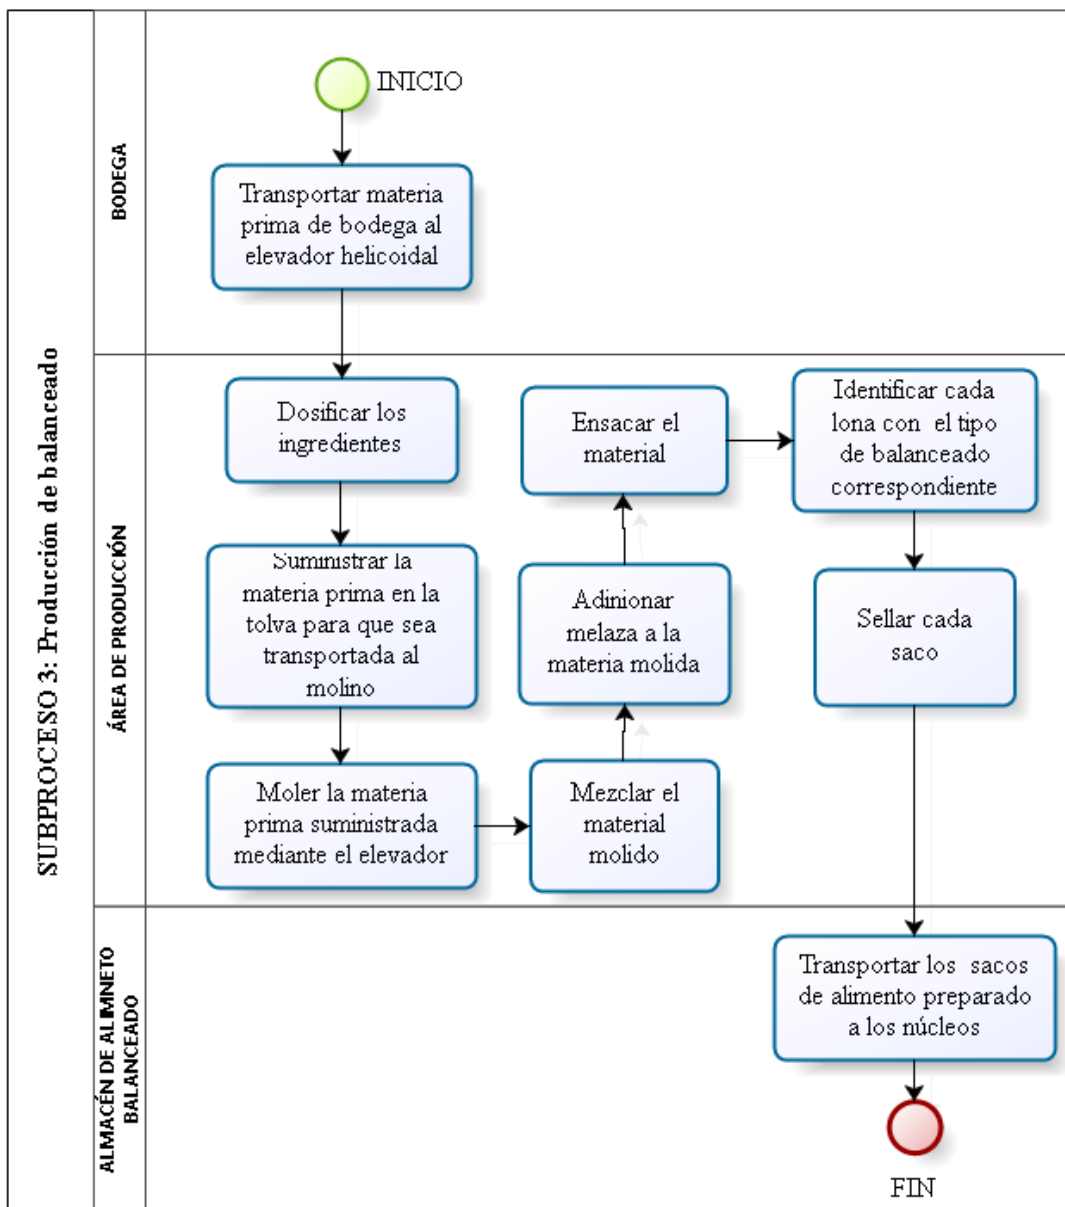 SUBPROCESO 3: Producción de balanceado
BODEGA
INICIO
Transportar materia
prima de bodega al
elevador helicoidal
ÁREA DE PRODUCCIÓN
Dosificar los
ingredientes
Suministrar la
materia prima en la
tolva para que sea
transportada al
molino
Moler la materia
prima suministrada
mediante el elevador
Mezclar el
material
molido
Adinionar
melaza a la
materia molida
Ensacar el
material
Identificar cada
lona con el tipo
de balanceado
correspondiente
Sellar cada
saco
ALMACÉN DE ALIMNETO
BALANCEADO
Transportar los sacos
de alimento preparado
a los núcleos
FIN